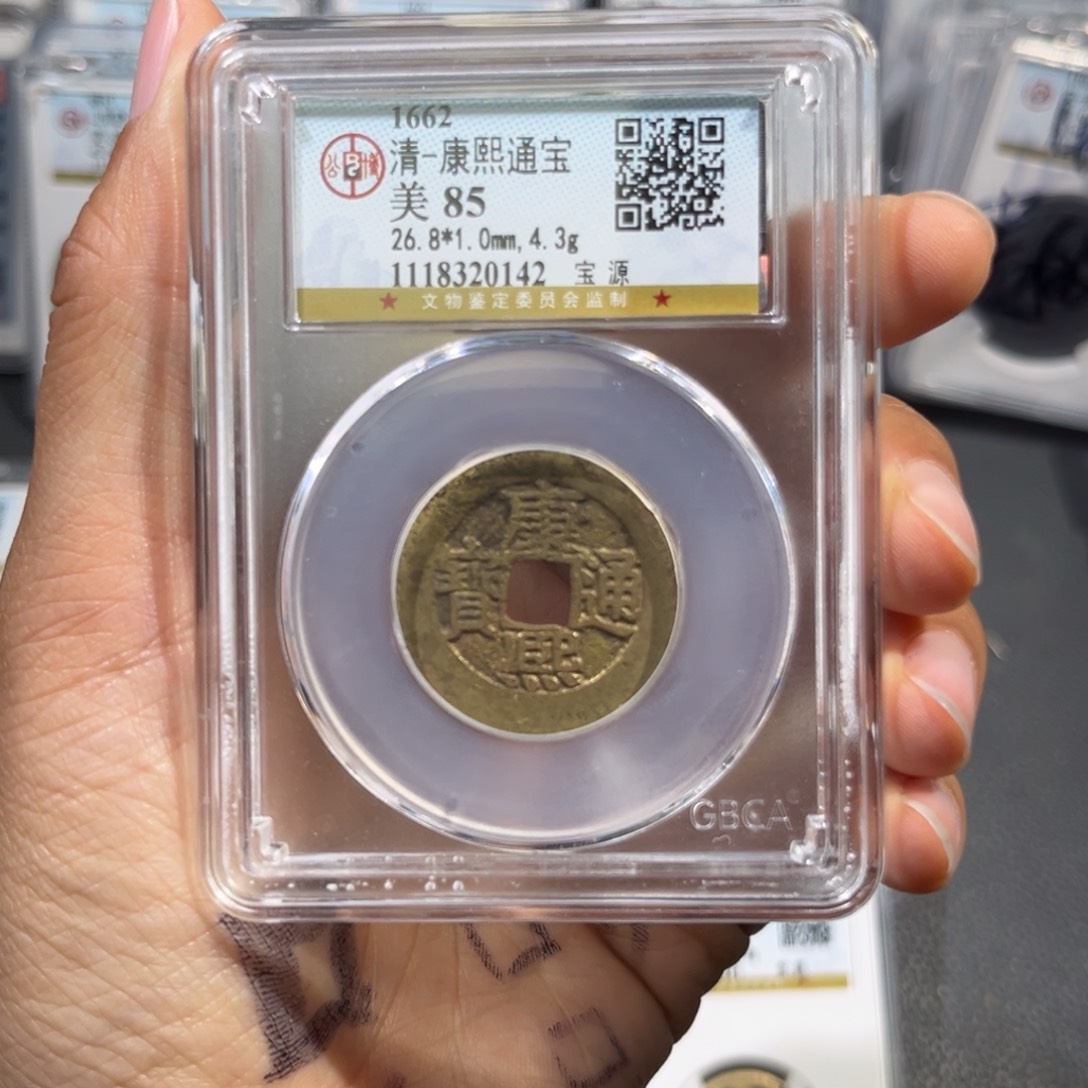 1662
清-康熙通宝
美 85
26.8*1.0mm,4.3g
1118320142 宝 源
★ 文物鉴定委员会监制 ★
康
寶 通
熙
GBCA